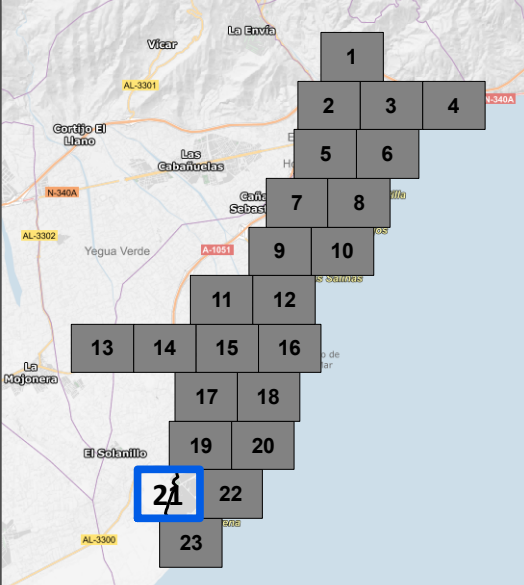 La Envía
Vícar
1
AL-3301
2
3
4
N-340A
Cortijo El
Llano
Las
Cabañuelas
5
6
N-340A
7
8
AL-3302
Yegua Verde
A-1051
9
10
s Salinas
11
12
13
14
15
16
o de
La
Mojonera
17
18
El Solanillo
19
20
21
22
AL-3300
23